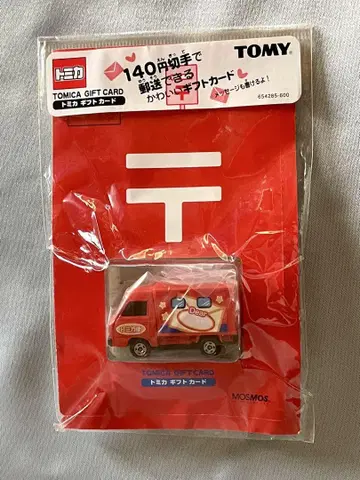 トミカ
TOMICA GIFT CARD
トミカ ギフト カード
140円切手で
郵送できる
かわいいギフトカード
メッセージも書けるよ!
TOMY
654285-600
〒
Dear
TOMICA GIFT CARD
トミカ ギフト カード
MOSMOS.